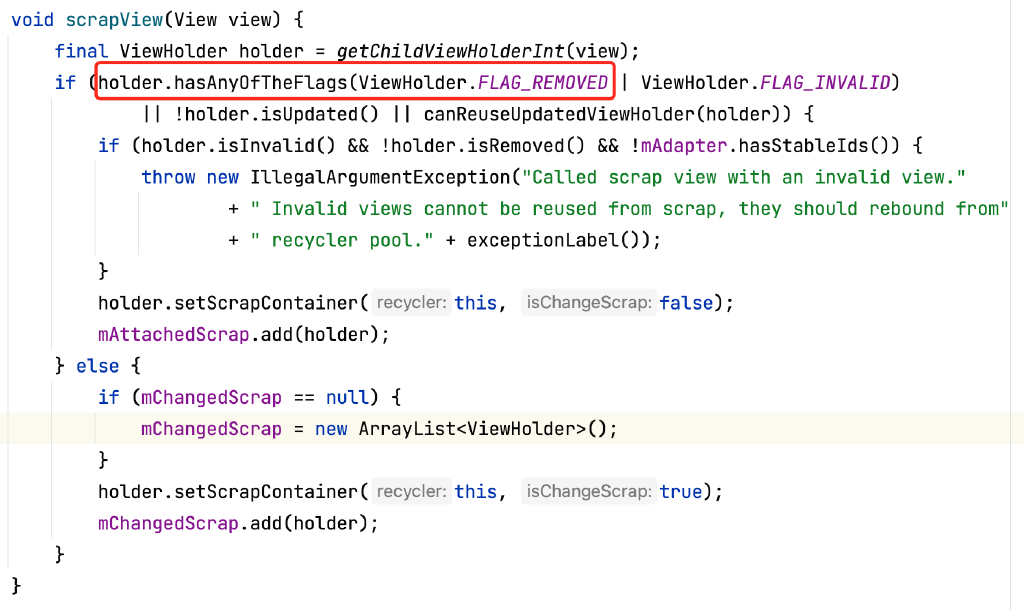 void scrapView(View view) {
    final ViewHolder holder = getChildViewHolderInt(view);
    if (holder.hasAnyOfTheFlags(ViewHolder.FLAG_REMOVED | ViewHolder.FLAG_INVALID)
            || !holder.isUpdated() || canReuseUpdatedViewHolder(holder)) {
        if (holder.isInvalid() && !holder.isRemoved() && !mAdapter.hasStableIds()) {
            throw new IllegalArgumentException("Called scrap view with an invalid view."
                    + " Invalid views cannot be reused from scrap, they should rebound from"
                    + " recycler pool." + exceptionLabel());
        }
        holder.setScrapContainer( recycler: this, isChangeScrap: false);
        mAttachedScrap.add(holder);
    } else {
        if (mChangedScrap == null) {
            mChangedScrap = new ArrayList<ViewHolder>();
        }
        holder.setScrapContainer( recycler: this, isChangeScrap: true);
        mChangedScrap.add(holder);
    }
}